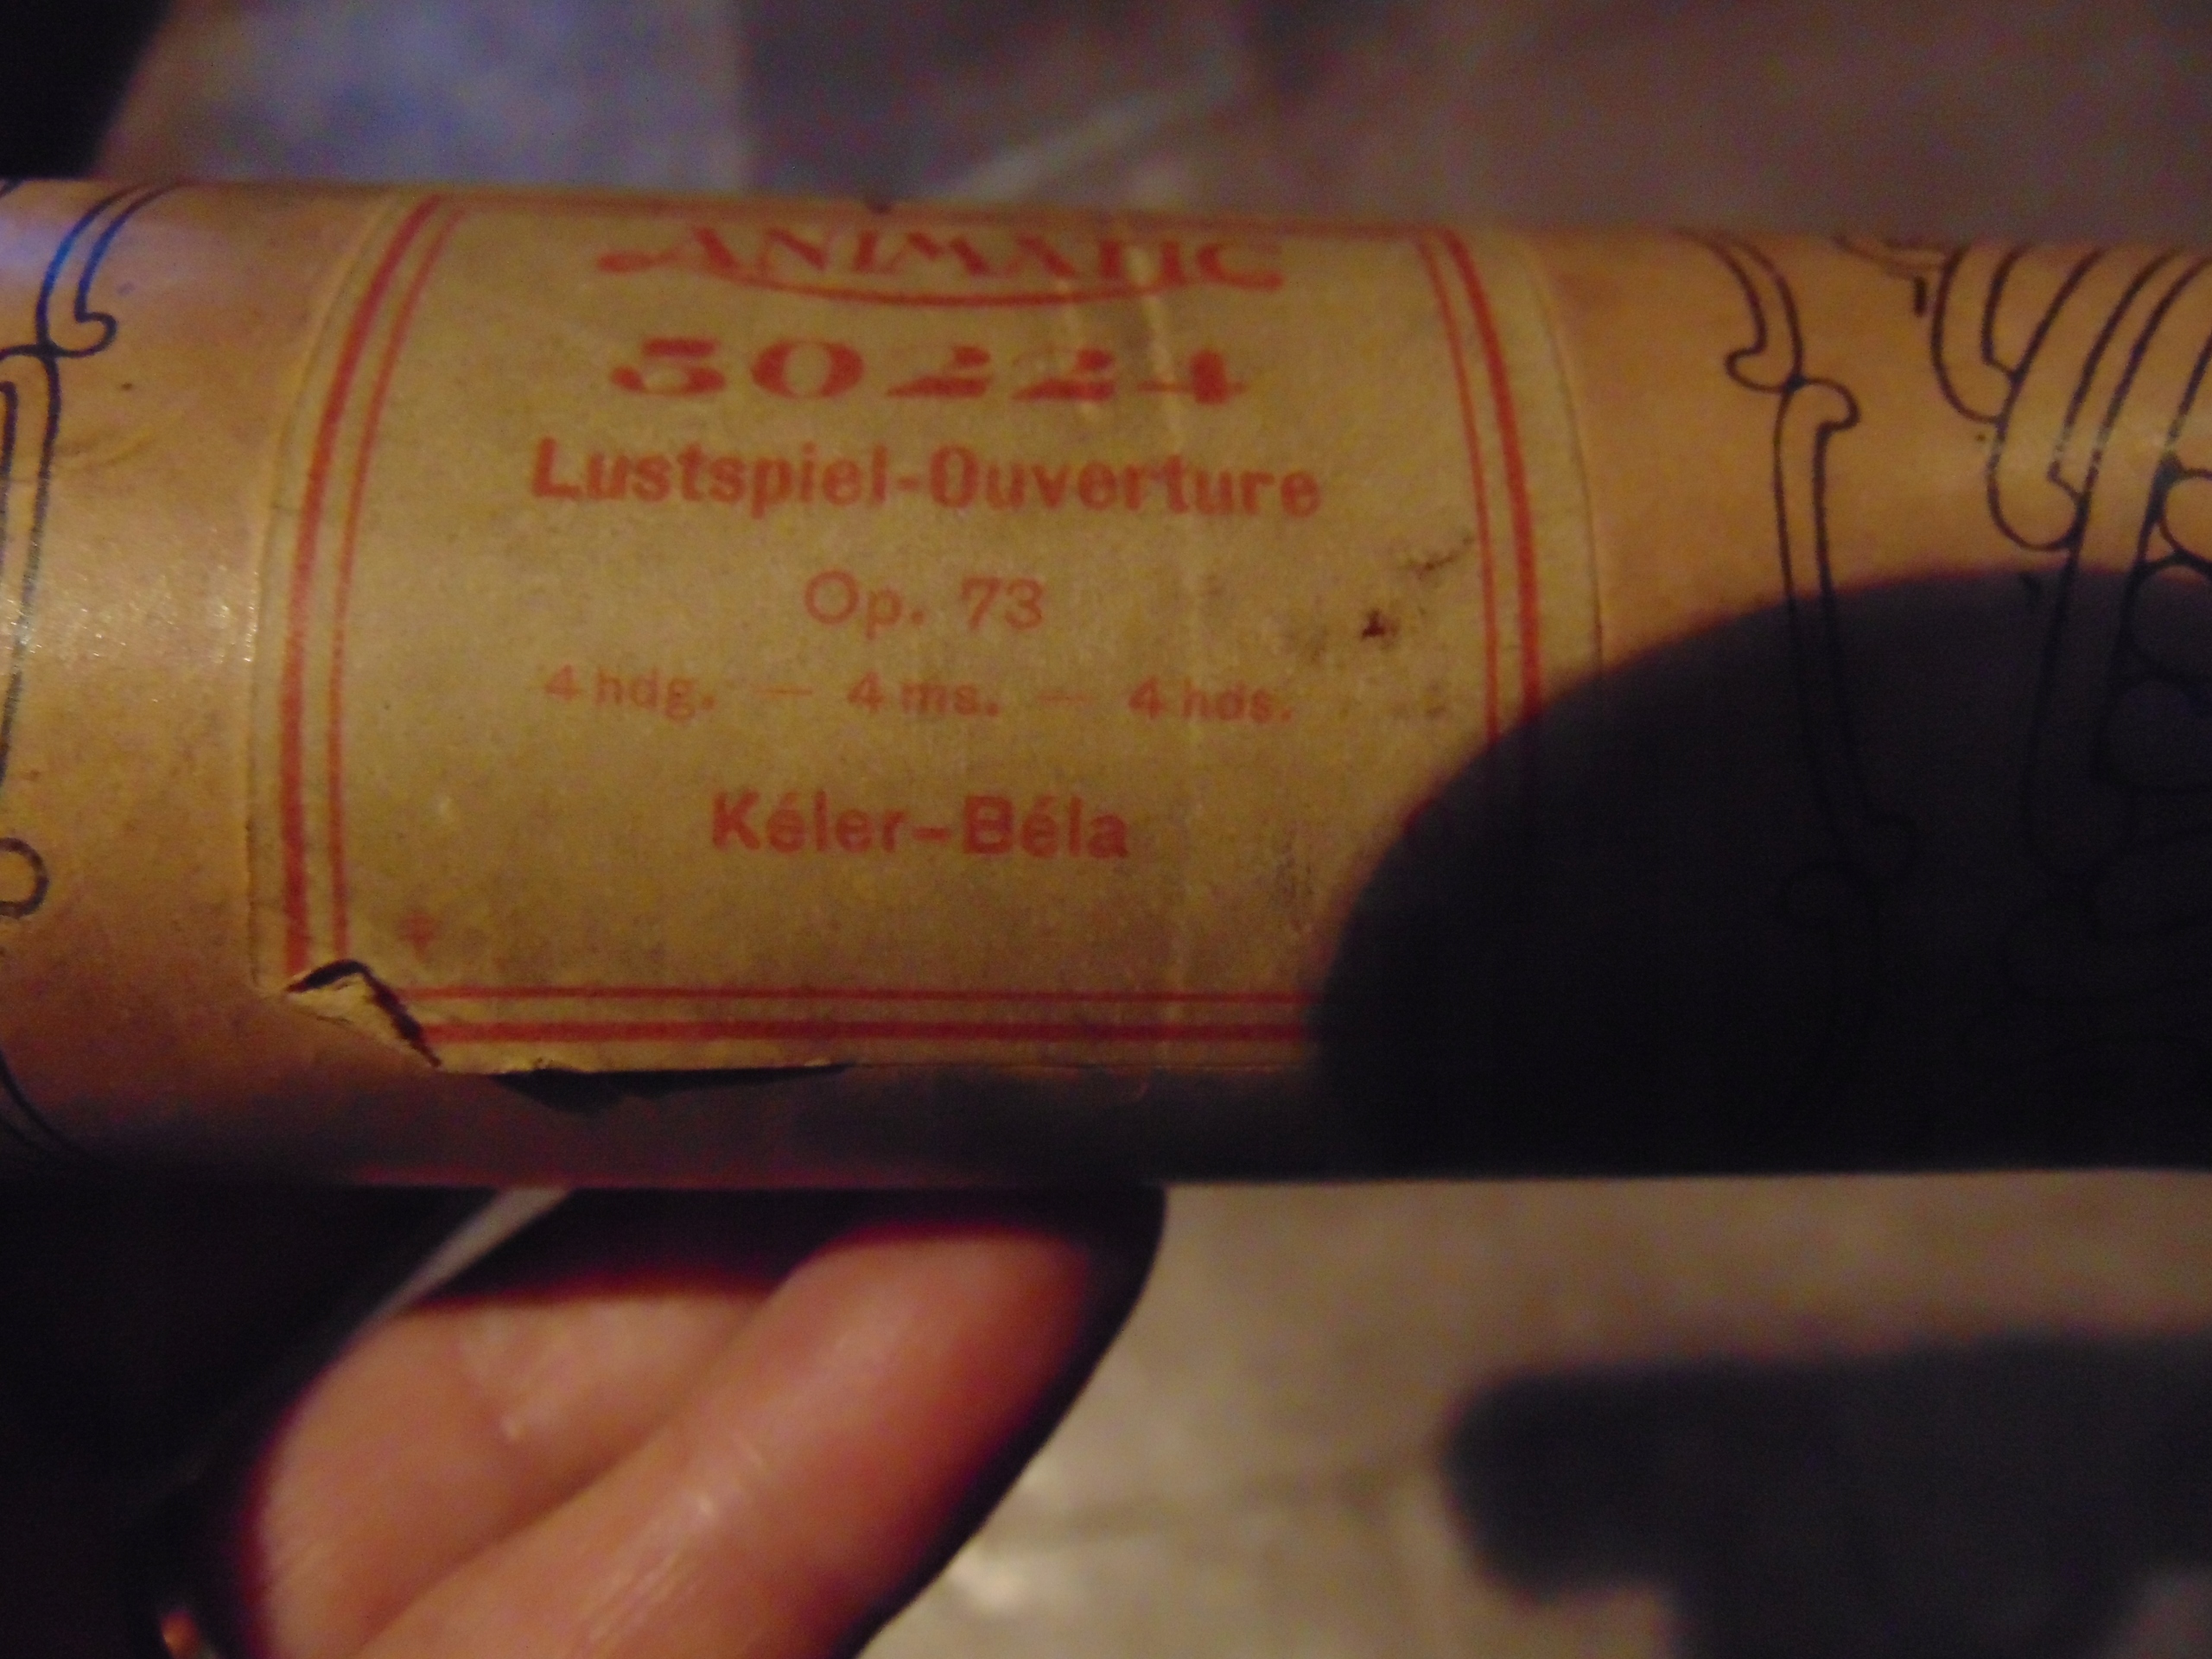 ANIMATIC
50224
Lustspiel-Ouverture
Op. 73
4 hdg. — 4 ms. — 4 hds.
Kéler-Béla